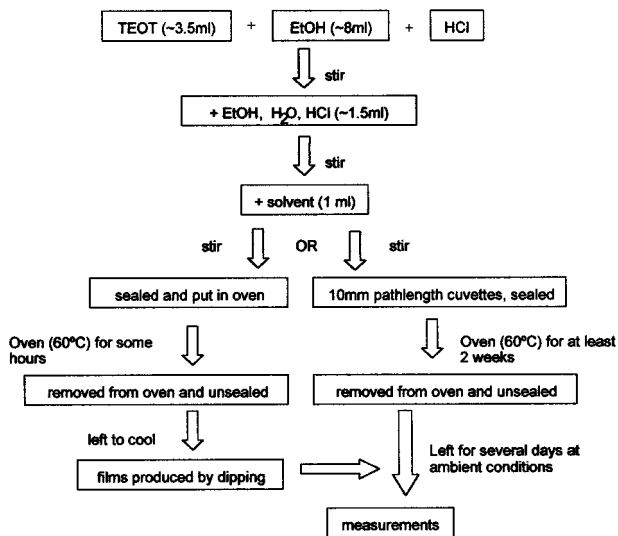 TEOT (~3.5ml) + EtOH (~8ml) + HCl
stir
+ EtOH, H2O, HCl (~1.5ml)
stir
+ solvent (1 ml)
stir OR stir
sealed and put in oven
10mm pathlength cuvettes, sealed
Oven (60ºC) for some
hours
Oven (60ºC) for at least
2 weeks
removed from oven and unsealed
removed from oven and unsealed
left to cool
Left for several days at
ambient conditions
films produced by dipping
measurements